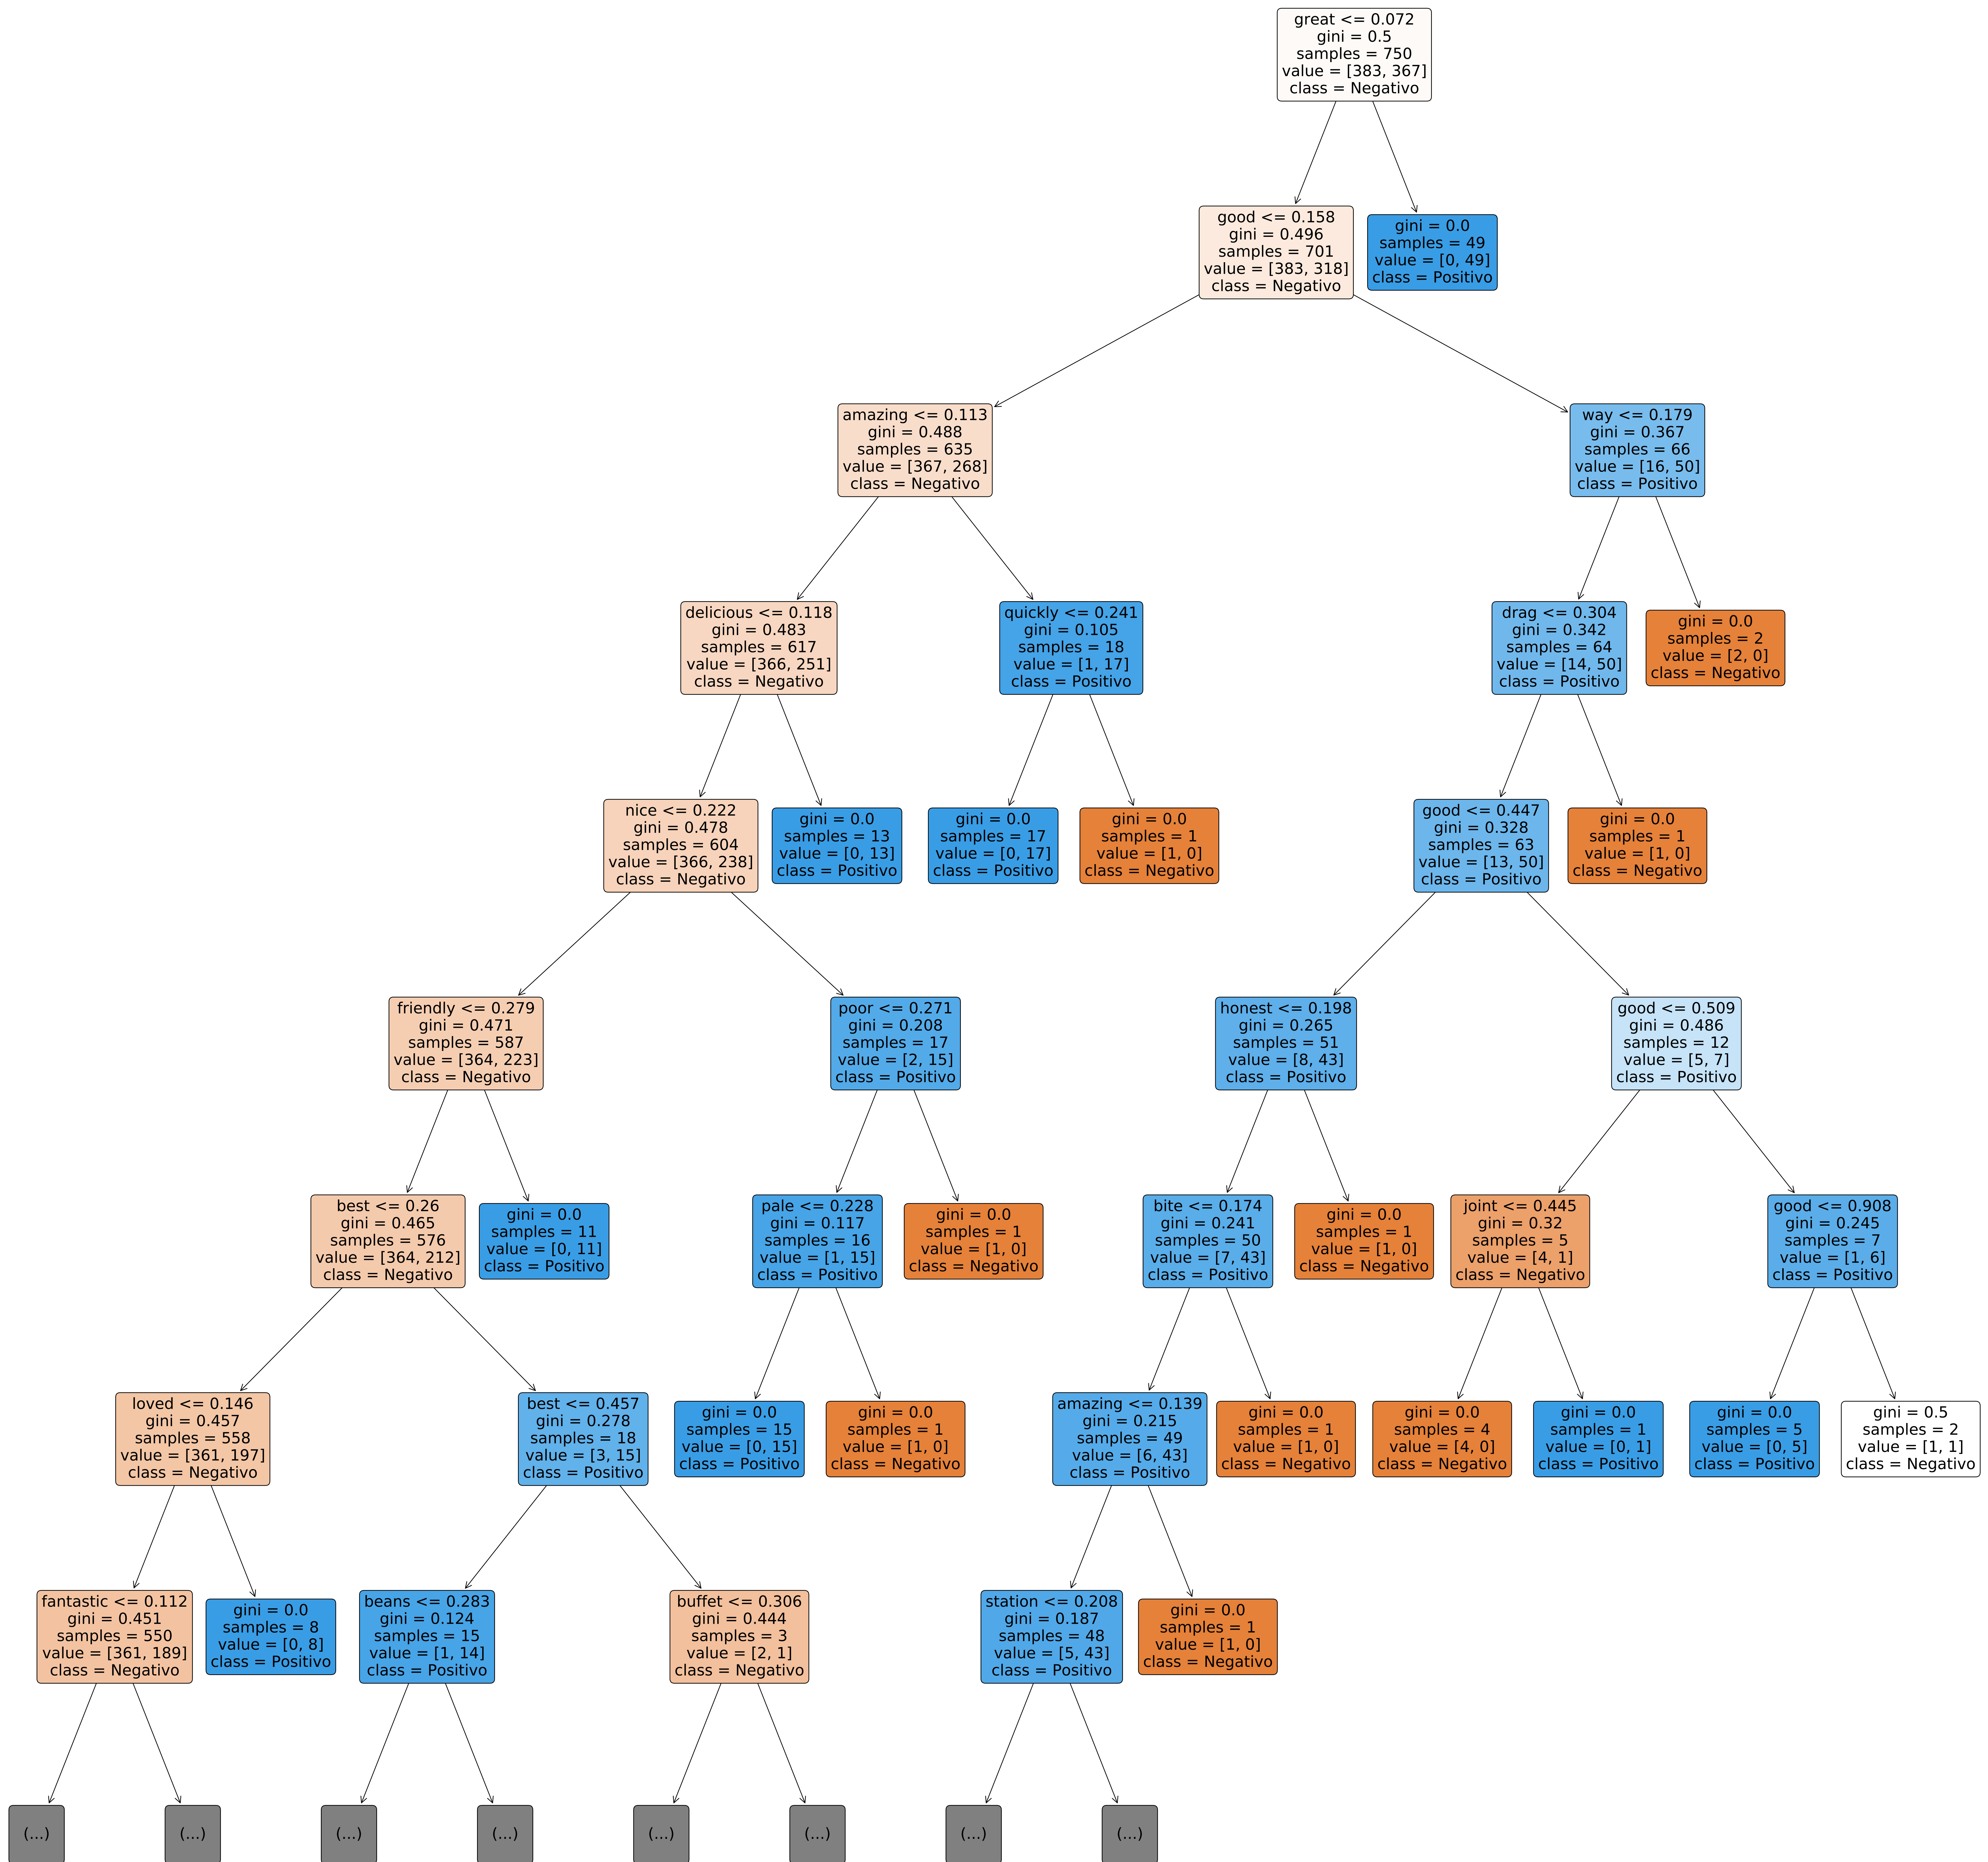 great <= 0.072
gini = 0.5
samples = 750
value = [383, 367]
class = Negativo
good <= 0.158
gini = 0.496
samples = 701
value = [383, 318]
class = Negativo
gini = 0.0
samples = 49
value = [0, 49]
class = Positivo
amazing <= 0.113
gini = 0.488
samples = 635
value = [367, 268]
class = Negativo
way <= 0.179
gini = 0.367
samples = 66
value = [16, 50]
class = Positivo
delicious <= 0.118
gini = 0.483
samples = 617
value = [366, 251]
class = Negativo
quickly <= 0.241
gini = 0.105
samples = 18
value = [1, 17]
class = Positivo
drag <= 0.304
gini = 0.342
samples = 64
value = [14, 50]
class = Positivo
gini = 0.0
samples = 2
value = [2, 0]
class = Negativo
nice <= 0.222
gini = 0.478
samples = 604
value = [366, 238]
class = Negativo
gini = 0.0
samples = 13
value = [0, 13]
class = Positivo
gini = 0.0
samples = 17
value = [0, 17]
class = Positivo
gini = 0.0
samples = 1
value = [1, 0]
class = Negativo
good <= 0.447
gini = 0.328
samples = 63
value = [13, 50]
class = Positivo
gini = 0.0
samples = 1
value = [1, 0]
class = Negativo
friendly <= 0.279
gini = 0.471
samples = 587
value = [364, 223]
class = Negativo
poor <= 0.271
gini = 0.208
samples = 17
value = [2, 15]
class = Positivo
honest <= 0.198
gini = 0.265
samples = 51
value = [8, 43]
class = Positivo
good <= 0.509
gini = 0.486
samples = 12
value = [5, 7]
class = Positivo
best <= 0.26
gini = 0.465
samples = 576
value = [364, 212]
class = Negativo
gini = 0.0
samples = 11
value = [0, 11]
class = Positivo
pale <= 0.228
gini = 0.117
samples = 16
value = [1, 15]
class = Positivo
gini = 0.0
samples = 1
value = [1, 0]
class = Negativo
bite <= 0.174
gini = 0.241
samples = 50
value = [7, 43]
class = Positivo
gini = 0.0
samples = 1
value = [1, 0]
class = Negativo
joint <= 0.445
gini = 0.32
samples = 5
value = [4, 1]
class = Negativo
good <= 0.908
gini = 0.245
samples = 7
value = [1, 6]
class = Positivo
loved <= 0.146
gini = 0.457
samples = 558
value = [361, 197]
class = Negativo
best <= 0.457
gini = 0.278
samples = 18
value = [3, 15]
class = Positivo
gini = 0.0
samples = 15
value = [0, 15]
class = Positivo
gini = 0.0
samples = 1
value = [1, 0]
class = Negativo
amazing <= 0.139
gini = 0.215
samples = 49
value = [6, 43]
class = Positivo
gini = 0.0
samples = 1
value = [1, 0]
class = Negativo
gini = 0.0
samples = 4
value = [4, 0]
class = Negativo
gini = 0.0
samples = 1
value = [0, 1]
class = Positivo
gini = 0.0
samples = 5
value = [0, 5]
class = Positivo
gini = 0.5
samples = 2
value = [1, 1]
class = Negativo
fantastic <= 0.112
gini = 0.451
samples = 550
value = [361, 189]
class = Negativo
gini = 0.0
samples = 8
value = [0, 8]
class = Positivo
beans <= 0.283
gini = 0.124
samples = 15
value = [1, 14]
class = Positivo
buffet <= 0.306
gini = 0.444
samples = 3
value = [2, 1]
class = Negativo
station <= 0.208
gini = 0.187
samples = 48
value = [5, 43]
class = Positivo
gini = 0.0
samples = 1
value = [1, 0]
class = Negativo
(...)
(...)
(...)
(...)
(...)
(...)
(...)
(...)